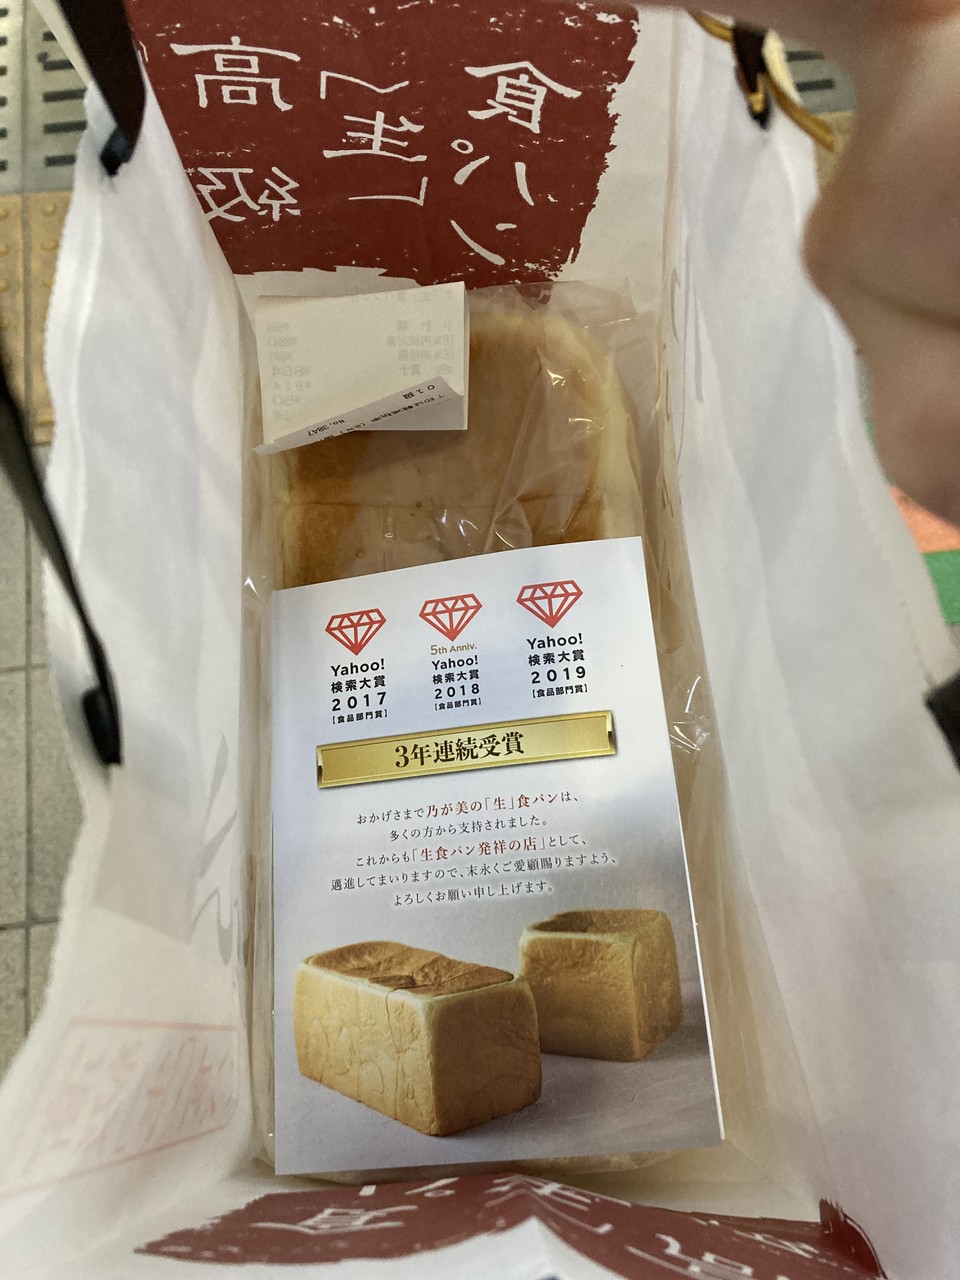 高級
「生」
食パン
No. 3847
Yahoo!
検索大賞
2017
【食品部門賞】
5th Anniv.
Yahoo!
検索大賞
2018
【食品部門賞】
Yahoo!
検索大賞
2019
【食品部門賞】
3年連続受賞
おかげさまで乃が美の「生」食パンは、
多くの方から支持されました。
これからも「生食パン発祥の店」として、
邁進してまいりますので、末永くご愛顧賜りますよう、
よろしくお願い申し上げます。